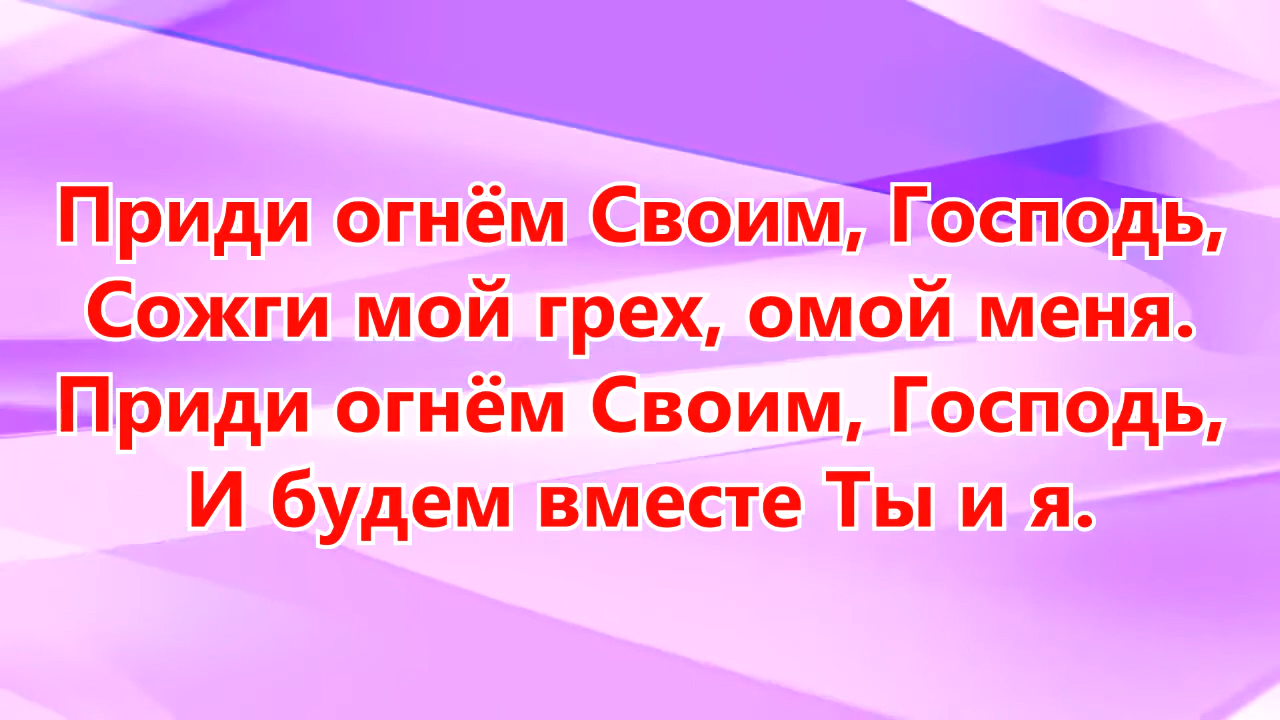 Приди огнём Своим, Господь,
Сожги мой грех, омой меня.
Приди огнём Своим, Господь,
И будем вместе Ты и я.